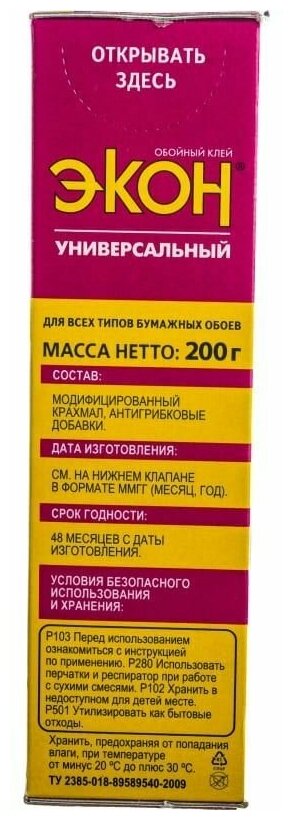 ОТКРЫВАТЬ
ЗДЕСЬ
ОБОЙНЫЙ КЛЕЙ
ЭКОН®
УНИВЕРСАЛЬНЫЙ
ДЛЯ ВСЕХ ТИПОВ БУМАЖНЫХ ОБОЕВ
МАССА НЕТТО: 200 г
СОСТАВ:
МОДИФИЦИРОВАННЫЙ
КРАХМАЛ, АНТИГРИБКОВЫЕ
ДОБАВКИ.
ДАТА ИЗГОТОВЛЕНИЯ:
СМ. НА НИЖНЕМ КЛАПАНЕ
В ФОРМАТЕ ММГГ (МЕСЯЦ, ГОД).
СРОК ГОДНОСТИ:
48 МЕСЯЦЕВ С ДАТЫ
ИЗГОТОВЛЕНИЯ.
УСЛОВИЯ БЕЗОПАСНОГО
ИСПОЛЬЗОВАНИЯ
И ХРАНЕНИЯ:
P103 Перед использованием
ознакомиться с инструкцией
по применению. P280 Использовать
перчатки и респиратор при работе
с сухими смесями. P102 Хранить в
недоступном для детей месте.
P501 Утилизировать как бытовые
отходы.
Хранить, предохраняя от попадания
влаги, при температуре
от минус 20 °С до плюс 30 °С.
ТУ 2385-018-89589540-2009